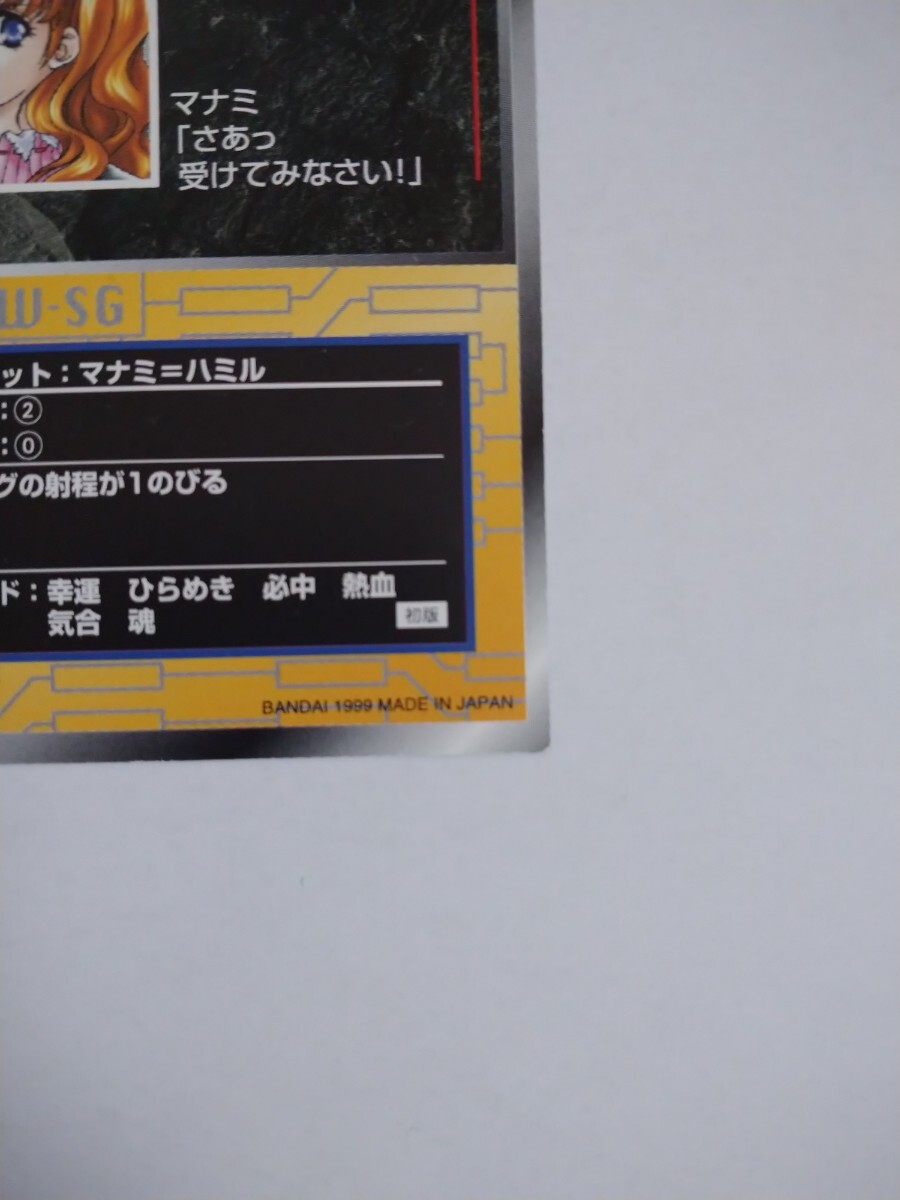 マナミ
「さあっ
受けてみなさい!」
W-SG
ット:マナミ=ハミル
:②
:⓪
グの射程が1のびる
ド:幸運 ひらめき 必中 熱血
気合 魂
初版
BANDAI 1999 MADE IN JAPAN